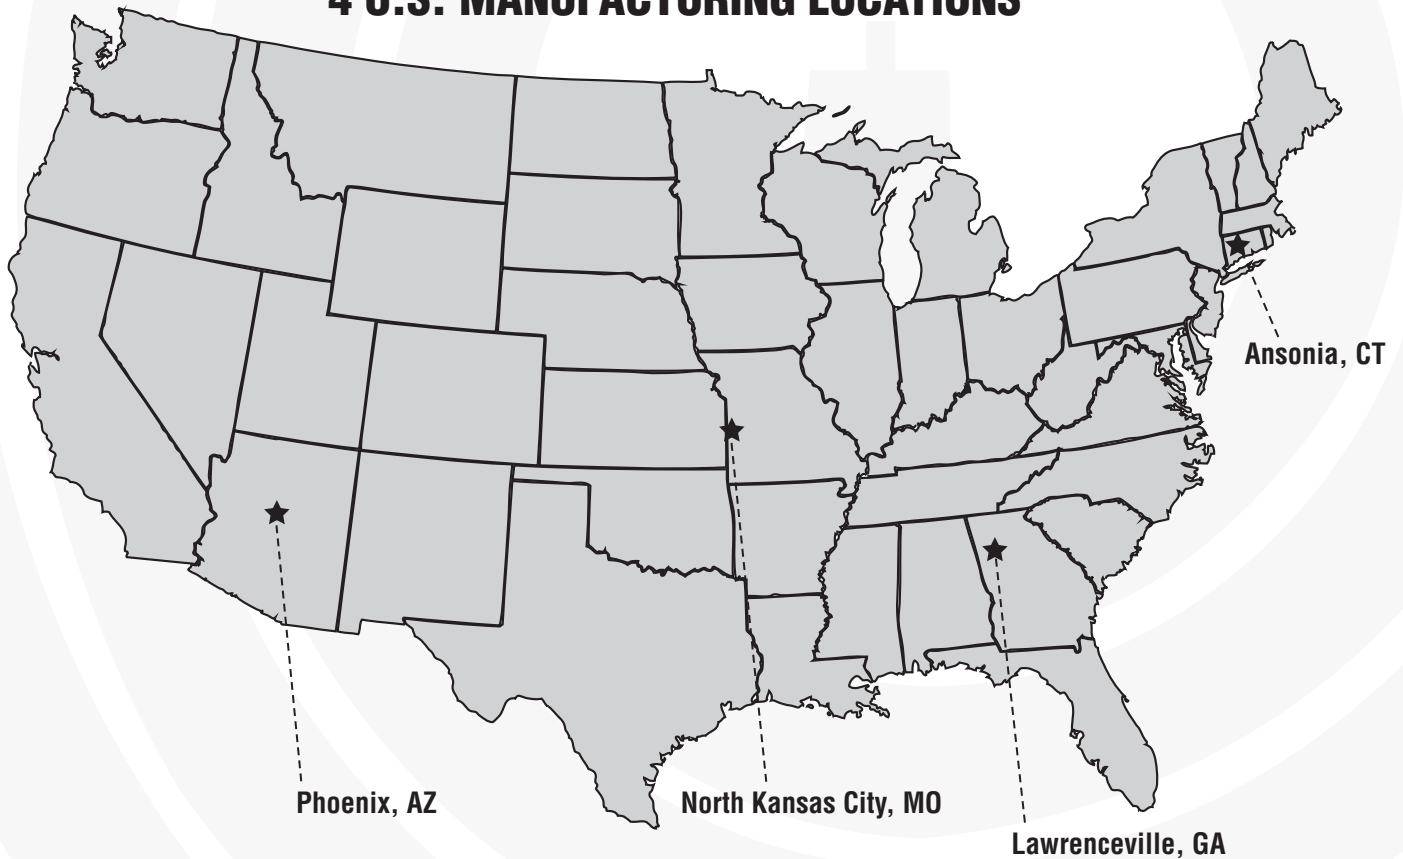 4 U.S. MANUFACTURING LOCATIONS
Ansonia, CT
Phoenix, AZ
North Kansas City, MO
Lawrenceville, GA